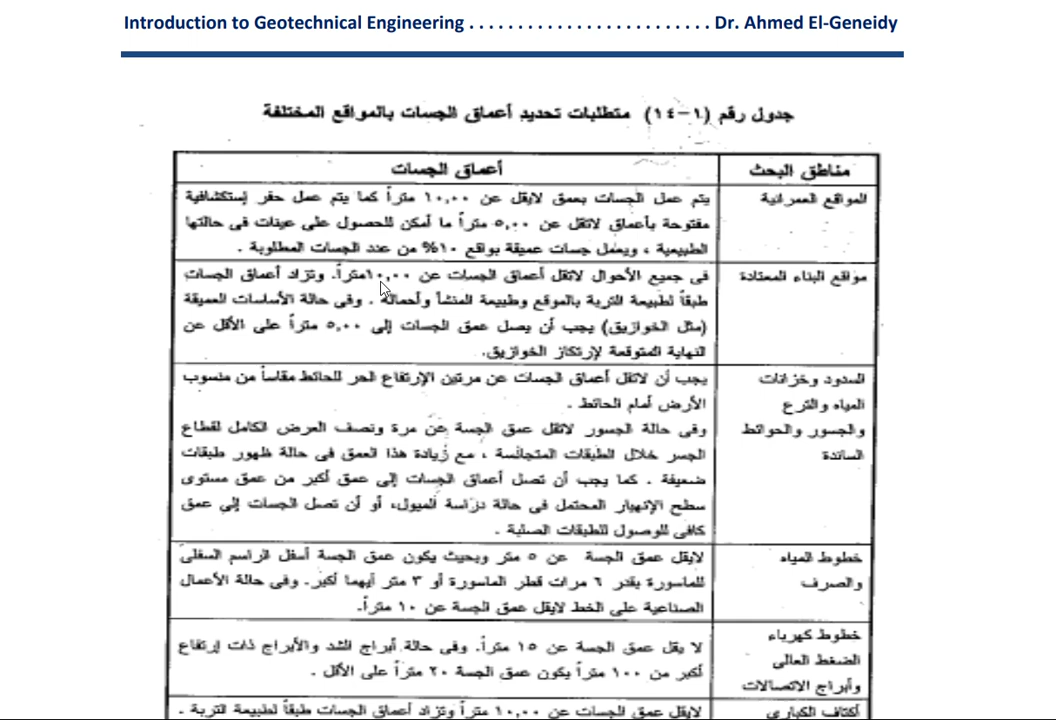 Introduction to Geotechnical Engineering . . . . . . . . . . . . . . . . . . . . . . . . Dr. Ahmed El-Geneidy
جدول رقم (١-١٤) متطلبات تحديد أعماق الجسات بالمواقع المختلفة
مناطق البحث
أعماق الجسات
المواقع العمرانية
يتم عمل الجسات بعمق لايقل عن ١٠,٠٠ متراً كما يتم عمل حفر إستكشافية
مفتوحة بأعماق لاتقل عن ٥,٠٠ متراً ما أمكن للحصول على عينات فى حالتها
الطبيعية ، ويعمل جسات عميقة بواقع ١٠% من عدد الجسات المطلوبة .
مواقع البناء المعتادة
فى جميع الأحوال لاتقل أعماق الجسات عن ١٠,٠٠متراً. وتزاد أعماق الجسات
طبقاً لطبيعة التربة بالموقع وطبيعة المنشأ وأحماله . وفى حالة الأساسات العميقة
(مثل الخوازيق) يجب أن يصل عمق الجسات إلى ٥,٠٠ متراً على الأقل عن
النهاية المتوقعة لإرتكاز الخوازيق.
السدود وخزانات
المياه والترع
والجسور والحوائط
الساندة
يجب أن لاتقل أعماق الجسات عن مرتين الإرتفاع الحر للحائط مقاساً من منسوب
الأرض أمام الحائط .
وفى حالة الجسور لاتقل عمق الجسة عن مرة ونصف العرض الكامل لقطاع
الجسر خلال الطبقات المتجانسة ، مع زيادة هذا العمق فى حالة ظهور طبقات
ضعيفة . كما يجب أن تصل أعماق الجسات إلى عمق أكبر من عمق مستوى
سطح الإنهيار المحتمل فى حالة دراسة الميول، أو أن تصل الجسات إلى عمق
كافى للوصول للطبقات الصلبة .
خطوط المياه
والصرف
لايقل عمق الجسة عن ٥ متر وبحيث يكون عمق الجسة أسفل الراسم السفلى
للماسورة بقدر ٦ مرات قطر الماسورة أو ٣ متر أيهما أكبر. وفى حالة الأعمال
الصناعية على الخط لايقل عمق الجسة عن ١٠ متراً.
خطوط كهرباء
الضغط العالى
وأبراج الاتصالات
لا يقل عمق الجسة عن ١٥ متراً. وفى حالة أبراج الشد والأبراج ذات إرتفاع
أكبر من ١٠٠ متراً يكون عمق الجسة ٢٠ متراً على الأقل .
أكتاف الكبارى
لايقل عمق الجسات عن ١٠,٠٠ متراً وتزاد أعماق الجسات طبقاً لطبيعة التربة .